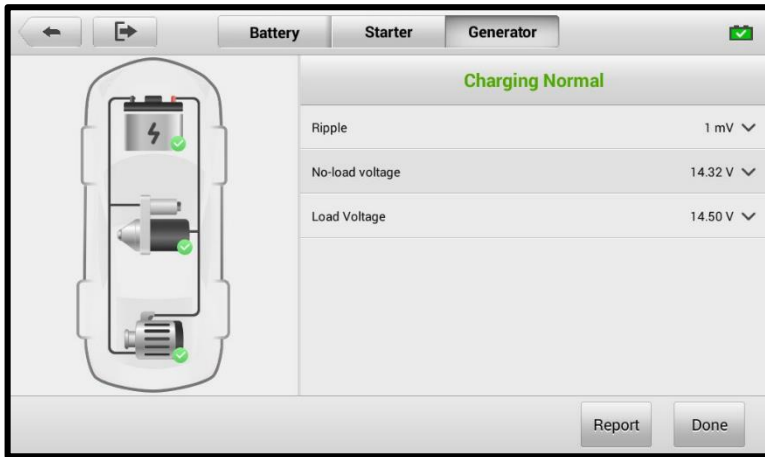 Battery Starter Generator
Charging Normal
Ripple 1 mV
No-load voltage 14.32 V
Load Voltage 14.50 V
Report Done